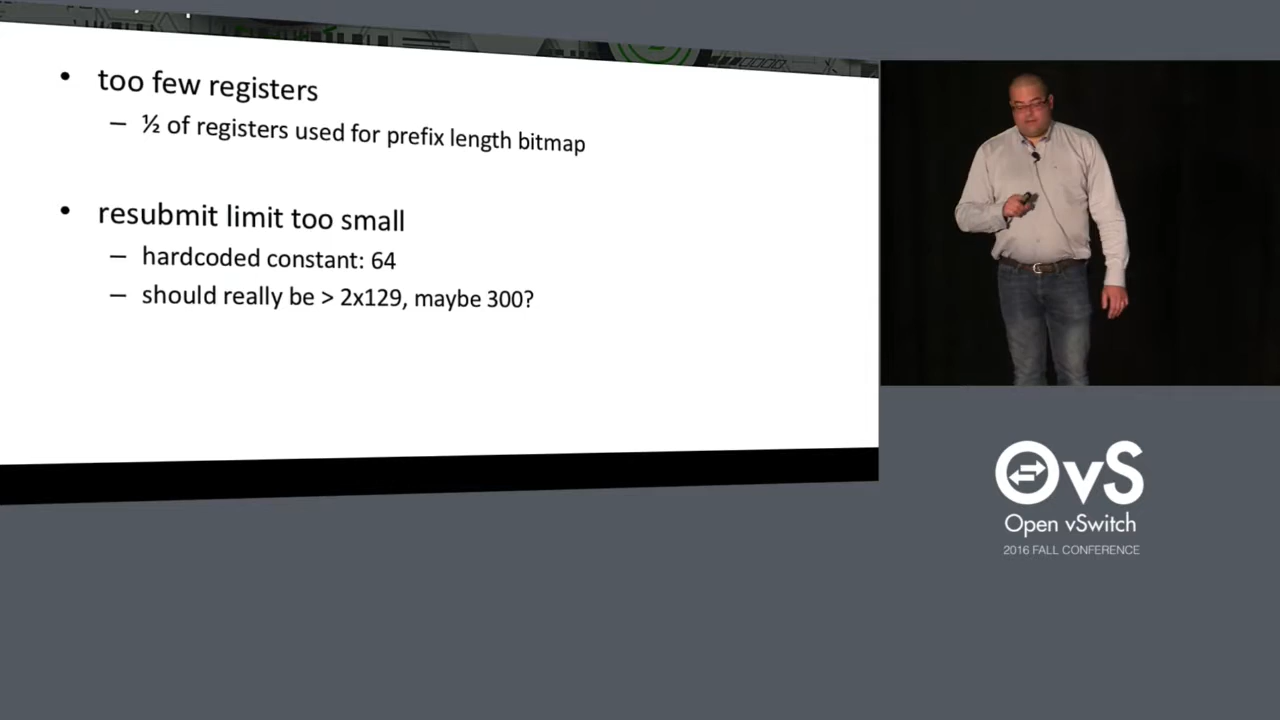 • too few registers
– ½ of registers used for prefix length bitmap
• resubmit limit too small
– hardcoded constant: 64
– should really be > 2x129, maybe 300?
OvS
Open vSwitch
2016 FALL CONFERENCE